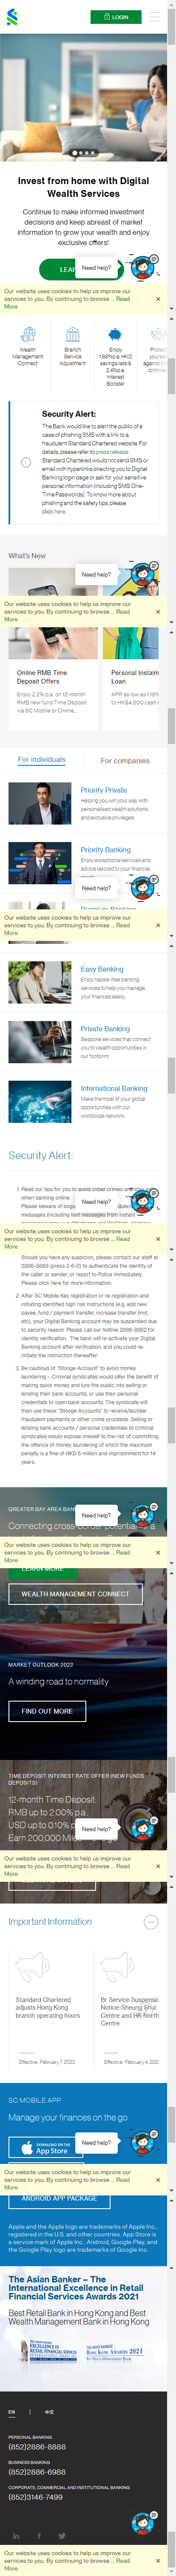 LOGIN
Invest from home with Digital
Wealth Services
Continue to make informed investment
decisions and keep abreast of market
information to grow your wealth and enjoy
exclusive offers!
Need help?
Our website uses cookies to help us improve our
services to you. By continuing to browse ... Read
More
Wealth
Management
Connect
Branch
Service
Adjustment
Enjoy
savings rate &
Interest
Booster
Security Alert:
The Bank would like to alert the public of a
case of phishing SMS with a link to a
fraudulent Standard Chartered website. For
details, please refer to press release.
Standard Chartered would not send SMS or
email with hyperlinks directing you to Digital
Banking login page or ask for your sensitive
personal information (including SMS One-
Time Passwords). To know more about
phishing and the safety tips, please
click here.
What's New
Need help?
Our website uses cookies to help us improve our
services to you. By continuing to browse ... Read
More
Online RMB Time
Deposit Offers
Enjoy 2.2% p.a. on 12-month
RMB new fund Time Deposit
via SC Mobile or Online...
Personal Instalm
Loan
to HK$4,000 cash
For individuals
For companies
Priority Private
Helping you win your way with
personalised wealth solutions
and exclusive privileges
Priority Banking
Enjoy exceptional services and
advice tailored to your financial
Need help?
Our website uses cookies to help us improve our
services to you. By continuing to browse ... Read
More
Easy Banking
Enjoy hassle-free banking
services to help you manage
your finances easily.
Private Banking
Bespoke services that connect
you to wealth opportunities in
our footprint.
International Banking
Make the most of your global
opportunities with our
worldwide network.
Security Alert:
1. Read our tips for you to avoid cyber crimes and stay safe
when banking online.
Need help?
Our website uses cookies to help us improve our
services to you. By continuing to browse ... Read
More
Should you have any suspicion, please contact our staff at
2886-8868 (press 2-6-0) to authenticate the identity of
the caller or sender, or report to Police immediately.
Please click here for more information.
2. After SC Mobile Key registration or re-registration and
initiating identified high risk instructions (e.g. add new
payee, fund / payment transfer, increase transfer limit,
etc), your Digital Banking account may be suspended due
to security reason. Please call our hotline 2886-8882 for
identity verification. The bank will re-activate your Digital
Banking account after verification, and you could re-
initiate the instruction thereafter.
3. Be cautious of "Stooge Account" to avoid money
laundering – Criminal syndicates would offer the benefit of
easy money and lure the public into selling or lending
their bank accounts, or use their personal
credentials to open bank accounts. The syndicate will
then use these "Stooge Accounts" to receive/launder
fraudulent payments or other crime proceeds. Selling or
lending bank accounts / personal credentials to criminal
syndicates would expose oneself to the risk of committing
the offence of money laundering of which the maximum
penalty is a fine of HKD 5 million and imprisonment for 14
years.
GREATER BAY AREA BAN
Connecting cross-border potentiality a
Need help?
LEARN MORE
Our website uses cookies to help us improve our
services to you. By continuing to browse ... Read
More
WEALTH MANAGEMENT CONNECT
MARKET OUTLOOK 2022
A winding road to normality
FIND OUT MORE
TIME DEPOSIT INTEREST RATE OFFER (NEW FUNDS
DEPOSITS)
12-month Time Deposit:
RMB up to 2.00% p.a.,
USD up to 0.10% p
Earn 200,000 Miles
Need help?
Our website uses cookies to help us improve our
services to you. By continuing to browse ... Read
More
Important Information
Standard Chartered
adjusts Hong Kong
branch operating hours
Effective: February 7, 2022
Br Service Suspensio
Notice-Sheung Shui
Centre and HK-North
Centre
Effective: February 4, 202
SC MOBILE APP
Manage your finances on the go
DOWNLOAD ON THE
App Store
Need help?
Our website uses cookies to help us improve our
services to you. By continuing to browse ... Read
More
ANDROID APP PACKAGE
Apple and the Apple logo are trademarks of Apple Inc.,
registered in the U.S. and other countries. App Store is
a service mark of Apple Inc.. Android, Google Play, and
the Google Play logo are trademarks of Google Inc.
The Asian Banker – The
International Excellence in Retail
Financial Services Awards 2021
Best Retail Bank in Hong Kong and Best
Wealth Management Bank in Hong Kong
EN | 中文
PERSONAL BANKING
(852)2886-8888
BUSINESS BANKING
(852)2886-6988
CORPORATE, COMMERCIAL AND INSTITUTIONAL BANKING
(852)3146-7499
Our website uses cookies to help us improve our
services to you. By continuing to browse ... Read
More